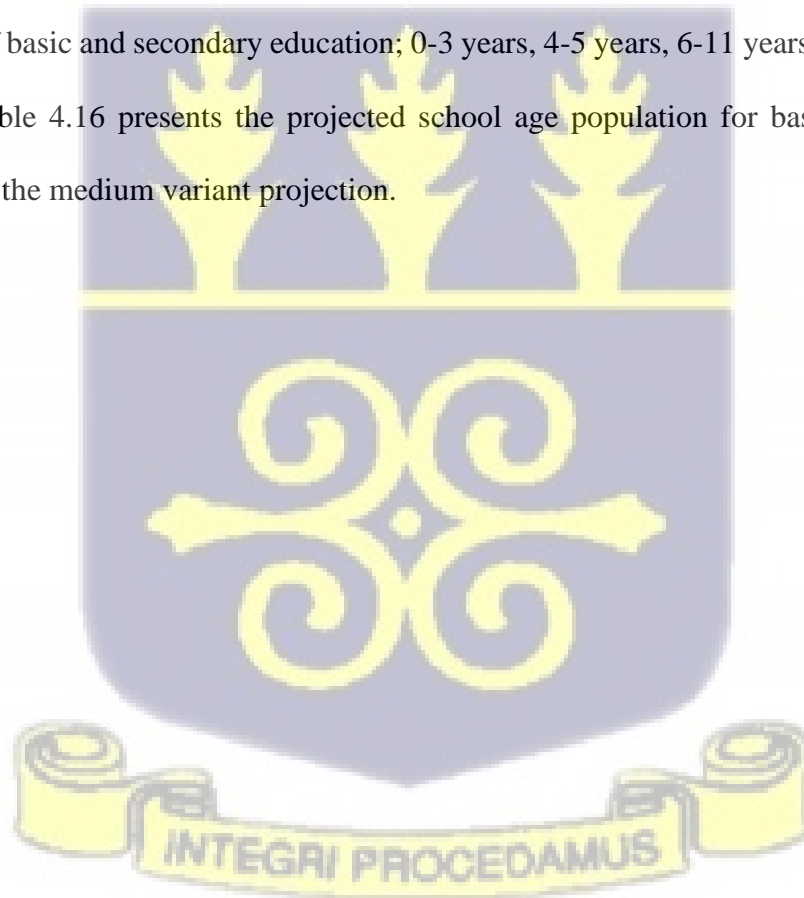 basic and secondary education; 0-3 years, 4-5 years, 6-11 years
ble 4.16 presents the projected school age population for bas
the medium variant projection.
INTEGRI PROCEDAMUS